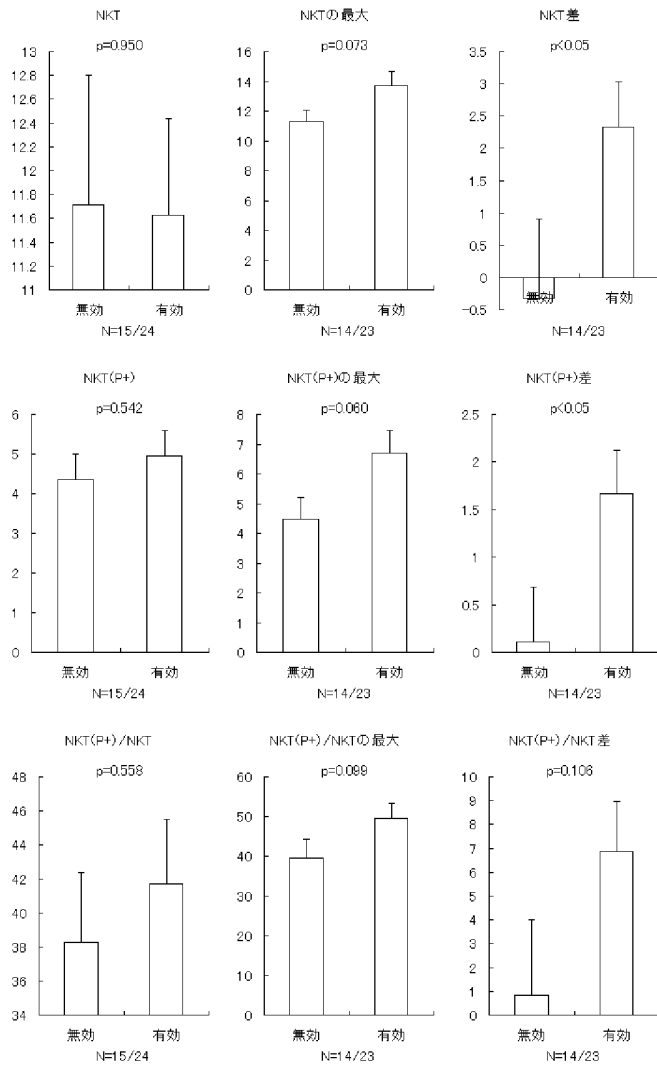 NKT
p=0.950
13
12.8
12.6
12.4
12.2
12
11.8
11.6
11.4
11.2
11
無効 有効
N=15/24
NKTの最大
p=0.073
16
14
12
10
8
6
4
2
0
無効 有効
N=14/23
NKT差
p<0.05
3.5
3
2.5
2
1.5
1
0.5
0
-0.5
無効 有効
N=14/23
NKT(P+)
p=0.542
6
5
4
3
2
1
0
無効 有効
N=15/24
NKT(P+)の最大
p=0.060
8
7
6
5
4
3
2
1
0
無効 有効
N=14/23
NKT(P+)差
p<0.05
2.5
2
1.5
1
0.5
0
無効 有効
N=14/23
NKT(P+)/NKT
p=0.558
48
46
44
42
40
38
36
34
無効 有効
N=15/24
NKT(P+)/NKTの最大
p=0.099
60
50
40
30
20
10
0
無効 有効
N=14/23
NKT(P+)/NKT差
p=0.106
10
9
8
7
6
5
4
3
2
1
0
無効 有効
N=14/23